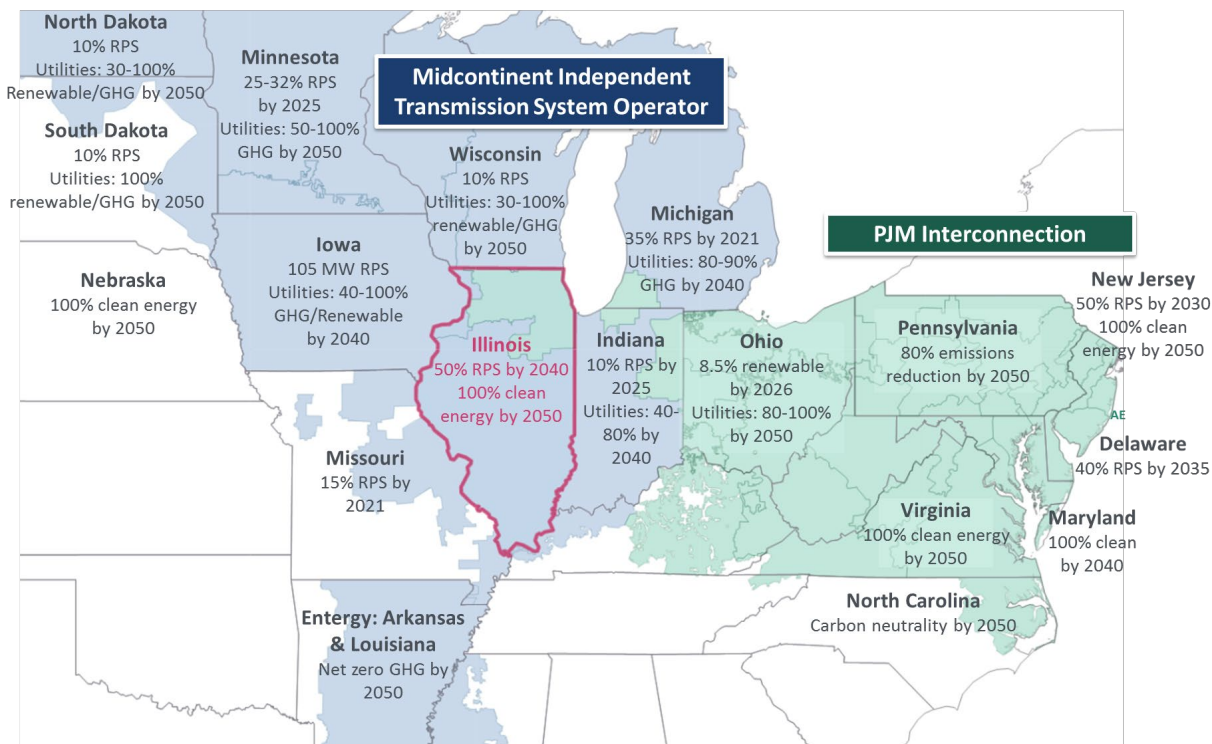 North Dakota
10% RPS
Utilities: 30-100%
Renewable/GHG by 2050
South Dakota
10% RPS
Utilities: 100%
renewable/GHG by 2050
Minnesota
25-32% RPS
by 2025
Utilities: 50-100%
GHG by 2050
Midcontinent Independent
Transmission System Operator
Wisconsin
10% RPS
Utilities: 30-100%
renewable/GHG
by 2050
Michigan
35% RPS by 2021
Utilities: 80-90%
GHG by 2040
PJM Interconnection
Nebraska
100% clean energy
by 2050
Iowa
105 MW RPS
Utilities: 40-100%
GHG/Renewable
by 2040
Illinois
50% RPS by 2040
100% clean
energy by 2050
Indiana
10% RPS by
2025
Utilities: 40-
80% by
2040
Ohio
8.5% renewable
by 2026
Utilities: 80-100%
by 2050
Pennsylvania
80% emissions
reduction by 2050
New Jersey
50% RPS by 2030
100% clean
energy by 2050
AE
Delaware
40% RPS by 2035
Missouri
15% RPS by
2021
Virginia
100% clean energy
by 2050
Maryland
100% clean
by 2040
North Carolina
Carbon neutrality by 2050
Entergy: Arkansas
& Louisiana
Net zero GHG by
2050